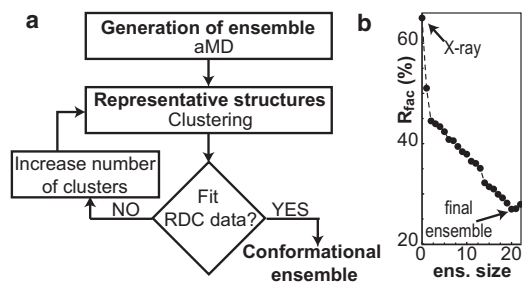 a
Generation of ensemble
aMD
Representative structures
Clustering
Increase number
of clusters
Fit
RDC data?
NO
YES
Conformational
ensemble
b
60
40
20
R_fac (%)
X-ray
final
ensemble
0
10
20
ens. size